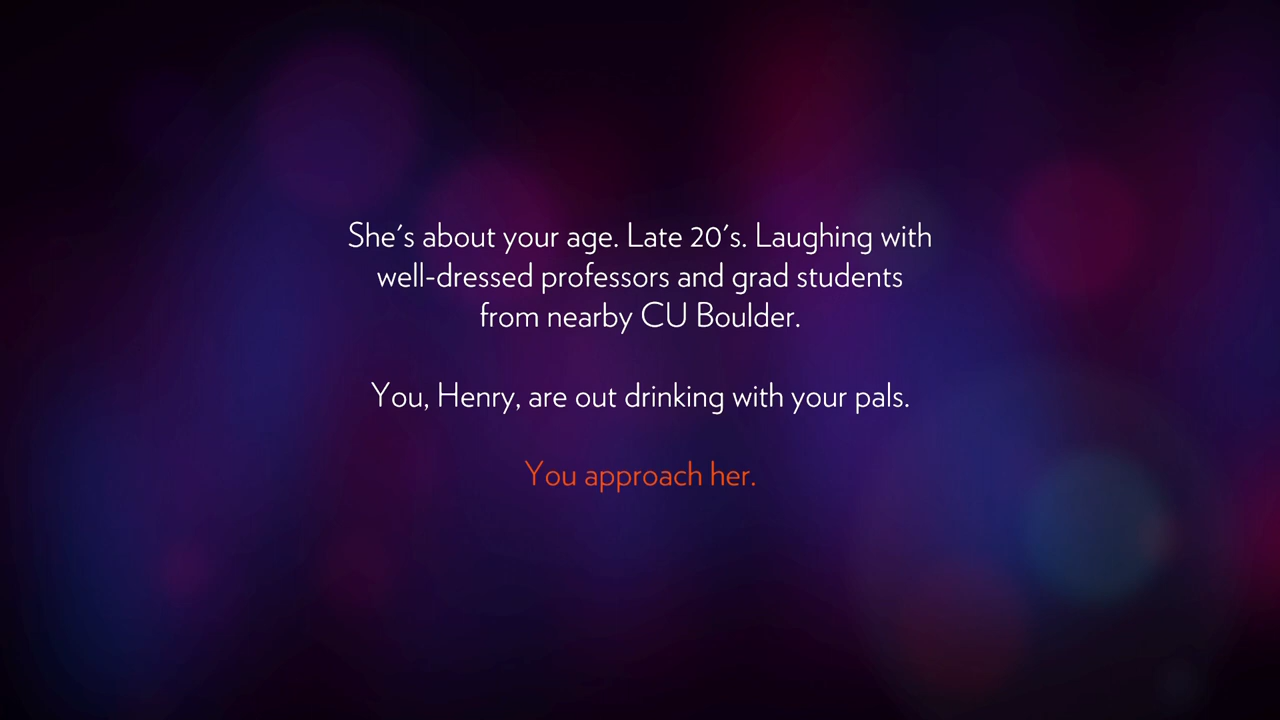 She's about your age. Late 20's. Laughing with
well-dressed professors and grad students
from nearby CU Boulder.
You, Henry, are out drinking with your pals.
You approach her.